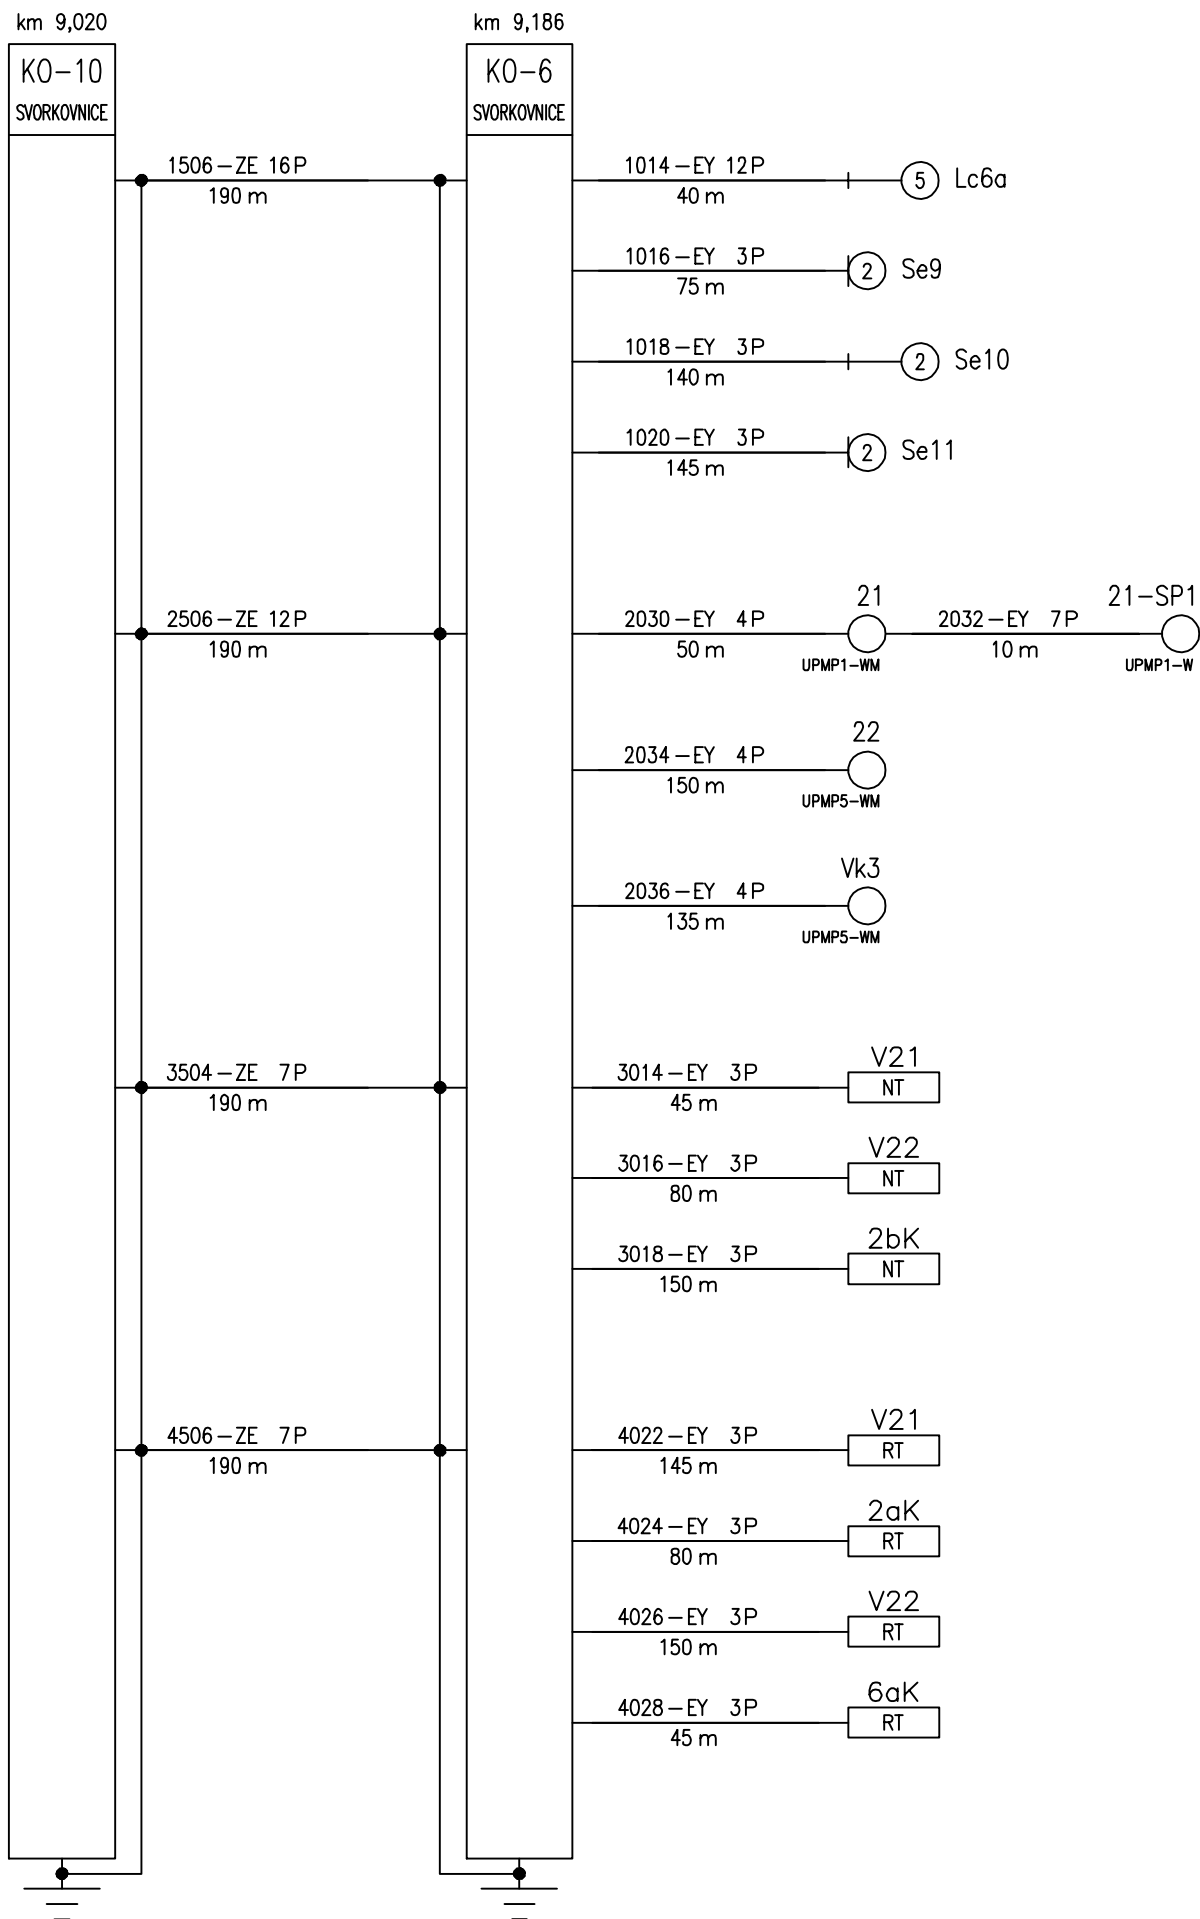 km 9,020
km 9,186
KO-10
KO-6
SVORKOVNICE
SVORKOVNICE
1506-ZE 16P
190 m
1014-EY 12P
40 m
5
Lc6a
1016-EY 3P
75 m
2
Se9
1018-EY 3P
140 m
2
Se10
1020-EY 3P
145 m
2
Se11
2506-ZE 12P
190 m
2030-EY 4P
50 m
21
UPMP1-WM
2032-EY 7P
10 m
21-SP1
UPMP1-W
2034-EY 4P
150 m
22
UPMP5-WM
2036-EY 4P
135 m
Vk3
UPMP5-WM
3504-ZE 7P
190 m
3014-EY 3P
45 m
V21
NT
3016-EY 3P
80 m
V22
NT
3018-EY 3P
150 m
2bK
NT
4506-ZE 7P
190 m
4022-EY 3P
145 m
V21
RT
4024-EY 3P
80 m
2aK
RT
4026-EY 3P
150 m
V22
RT
4028-EY 3P
45 m
6aK
RT